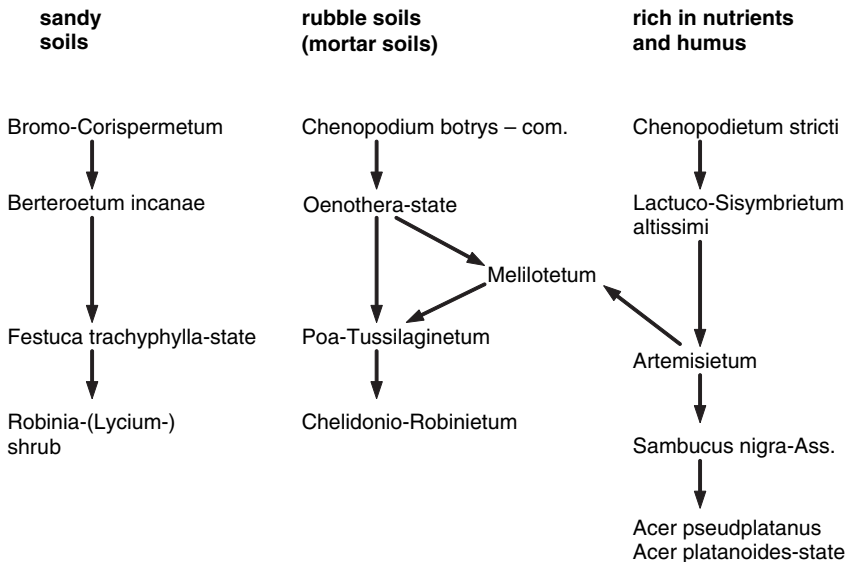 sandy
soils
rubble soils
(mortar soils)
rich in nutrients
and humus
Bromo-Corispermetum
Chenopodium botrys – com.
Chenopodietum stricti
Berteroetum incanae
Oenothera-state
Lactuco-Sisymbrietum
altissimi
Melilotetum
Festuca trachyphylla-state
Poa-Tussilaginetum
Artemisietum
Robinia-(Lycium-)
shrub
Chelidonio-Robinietum
Sambucus nigra-Ass.
Acer pseudplatanus
Acer platanoides-state